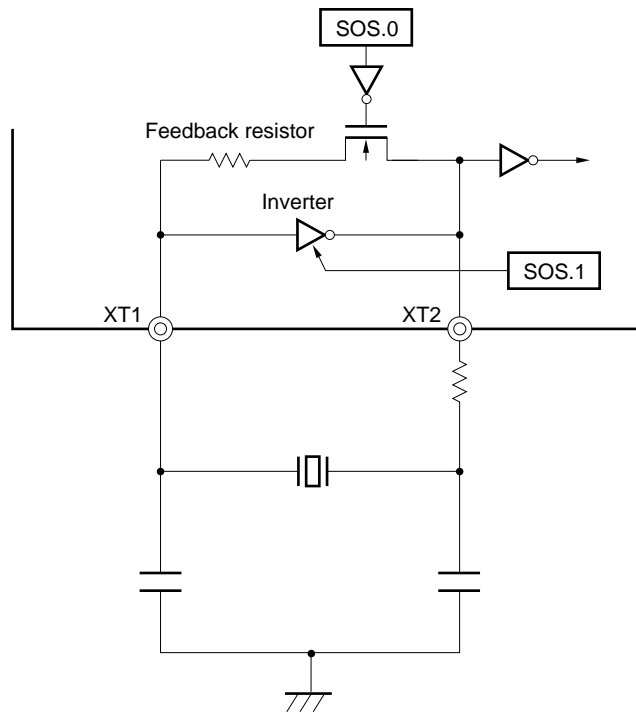 SOS.0
Feedback resistor
Inverter
SOS.1
XT1
XT2